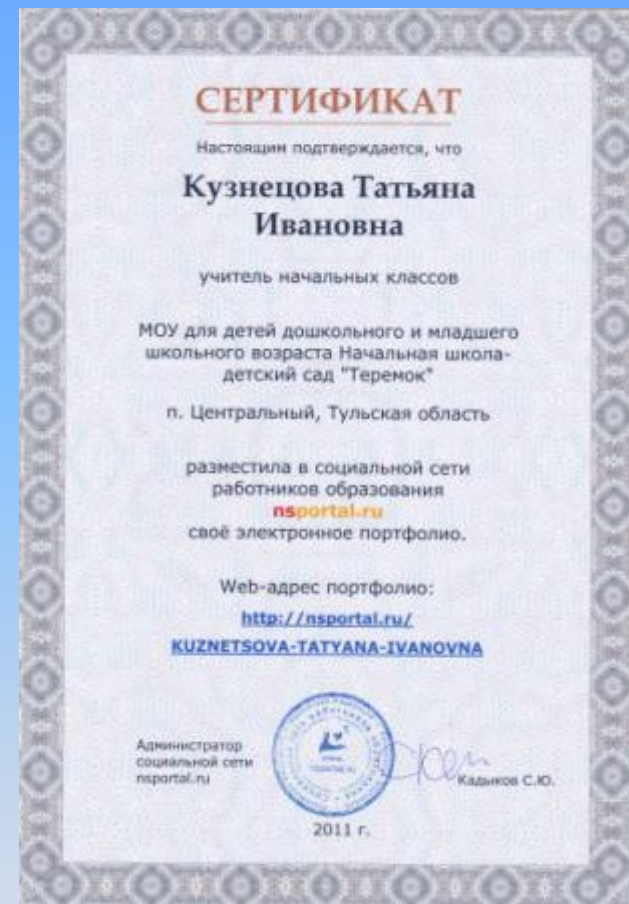 СЕРТИФИКАТ
Настоящим подтверждается, что
Кузнецова Татьяна
Ивановна
учитель начальных классов
МОУ для детей дошкольного и младшего
школьного возраста Начальная школа-
детский сад "Теремок"
п. Центральный, Тульская область
разместила в социальной сети
работников образования
nsportal.ru
своё электронное портфолио.
Web-адрес портфолио:
http://nsportal.ru/
KUZNETSOVA-TATYANA-IVANOVNA
Администратор
социальной сети
nsportal.ru
Кадыков С.Ю.
2011 г.